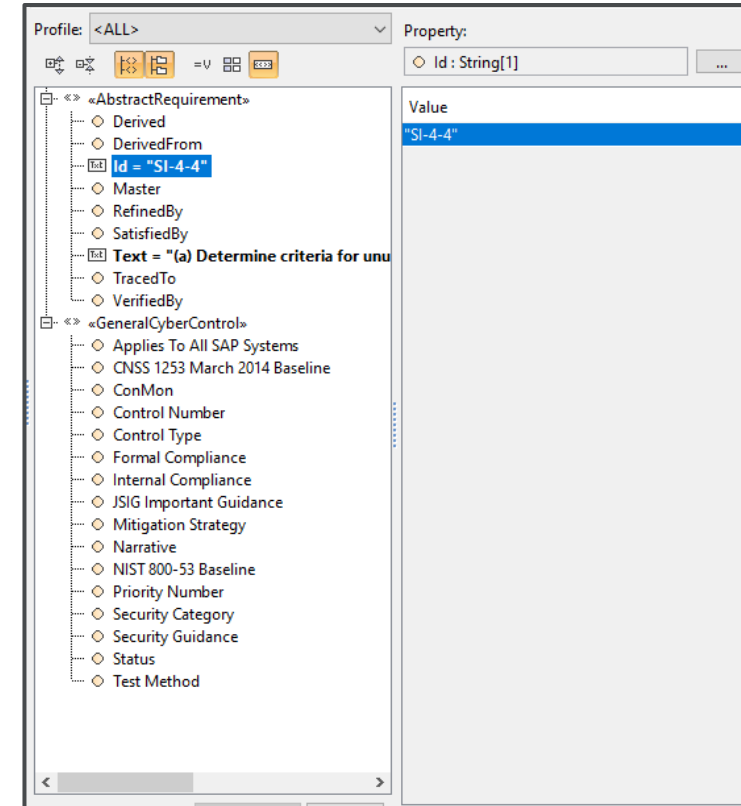 Profile: <ALL>
=v
«» «AbstractRequirement»
Derived
DerivedFrom
Txt Id = "SI-4-4"
Master
RefinedBy
SatisfiedBy
Txt Text = "(a) Determine criteria for unu
TracedTo
VerifiedBy
«» «GeneralCyberControl»
Applies To All SAP Systems
CNSS 1253 March 2014 Baseline
ConMon
Control Number
Control Type
Formal Compliance
Internal Compliance
JSIG Important Guidance
Mitigation Strategy
Narrative
NIST 800-53 Baseline
Priority Number
Security Category
Security Guidance
Status
Test Method
Property:
Id : String[1]
...
Value
"SI-4-4"